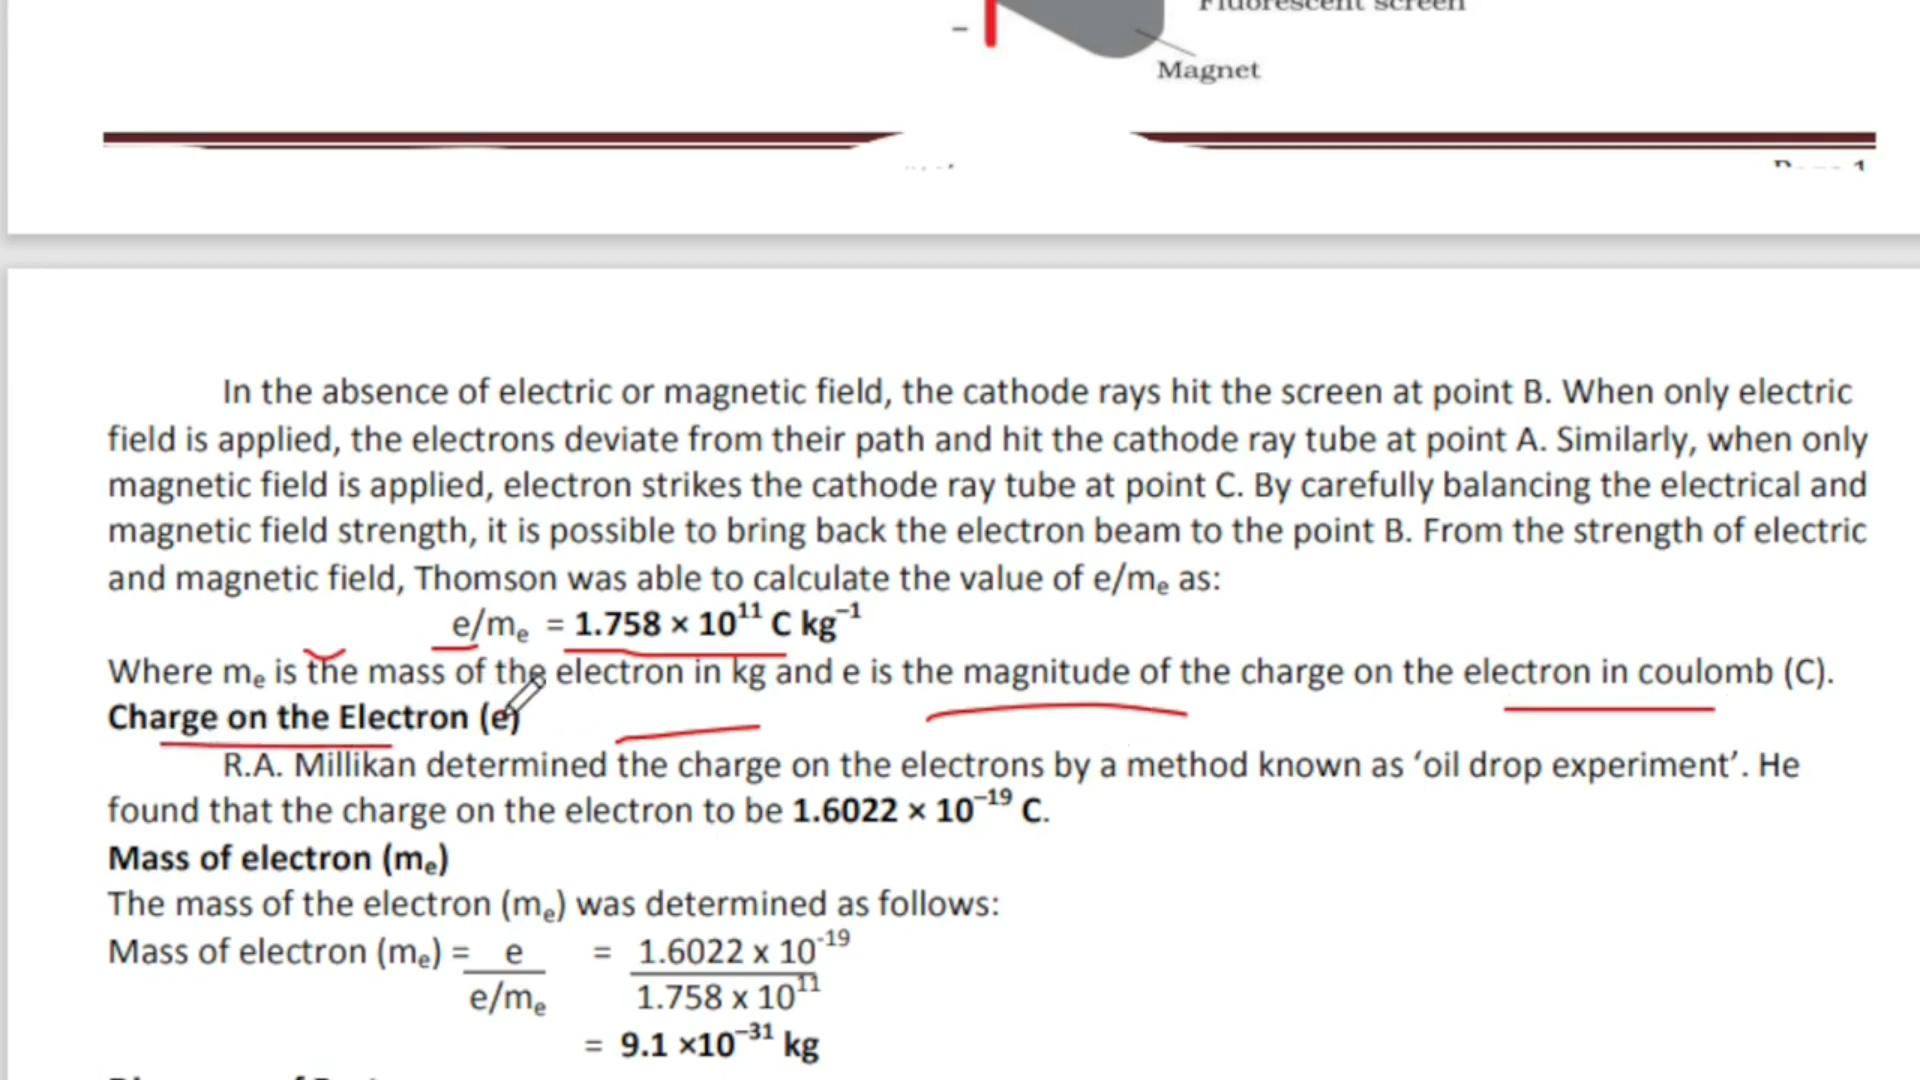 Fluorescent screen
–
Magnet
In the absence of electric or magnetic field, the cathode rays hit the screen at point B. When only electric
field is applied, the electrons deviate from their path and hit the cathode ray tube at point A. Similarly, when only
magnetic field is applied, electron strikes the cathode ray tube at point C. By carefully balancing the electrical and
magnetic field strength, it is possible to bring back the electron beam to the point B. From the strength of electric
and magnetic field, Thomson was able to calculate the value of e/mₑ as:
e/mₑ = 1.758 × 10¹¹ C kg⁻¹
Where mₑ is the mass of the electron in kg and e is the magnitude of the charge on the electron in coulomb (C).
Charge on the Electron (e)
R.A. Millikan determined the charge on the electrons by a method known as ‘oil drop experiment’. He
found that the charge on the electron to be 1.6022 × 10⁻¹⁹ C.
Mass of electron (mₑ)
The mass of the electron (mₑ) was determined as follows:
Mass of electron (mₑ) = e = 1.6022 x 10⁻¹⁹
e/mₑ 1.758 x 10¹¹
= 9.1 ×10⁻³¹ kg